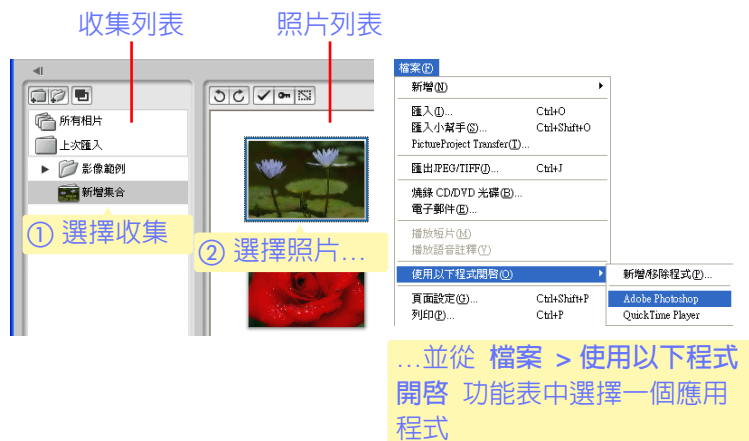 收集列表
照片列表
所有相片
上次匯入
影像範例
新增集合
① 選擇收集
② 選擇照片…
檔案(F)
新增(N)
匯入(I)... Ctrl+O
匯入小幫手(S)... Ctrl+Shift+O
PictureProject Transfer(T)...
匯出JPEG/TIFF(J)... Ctrl+J
燒錄 CD/DVD 光碟(B)...
電子郵件(E)...
播放短片(M)
播放語音註釋(V)
使用以下程式開啓(O)
頁面設定(G)... Ctrl+Shift+P
列印(P)... Ctrl+P
新增/移除程式(P)...
Adobe Photoshop
QuickTime Player
…並從 檔案 > 使用以下程式
開啓 功能表中選擇一個應用
程式